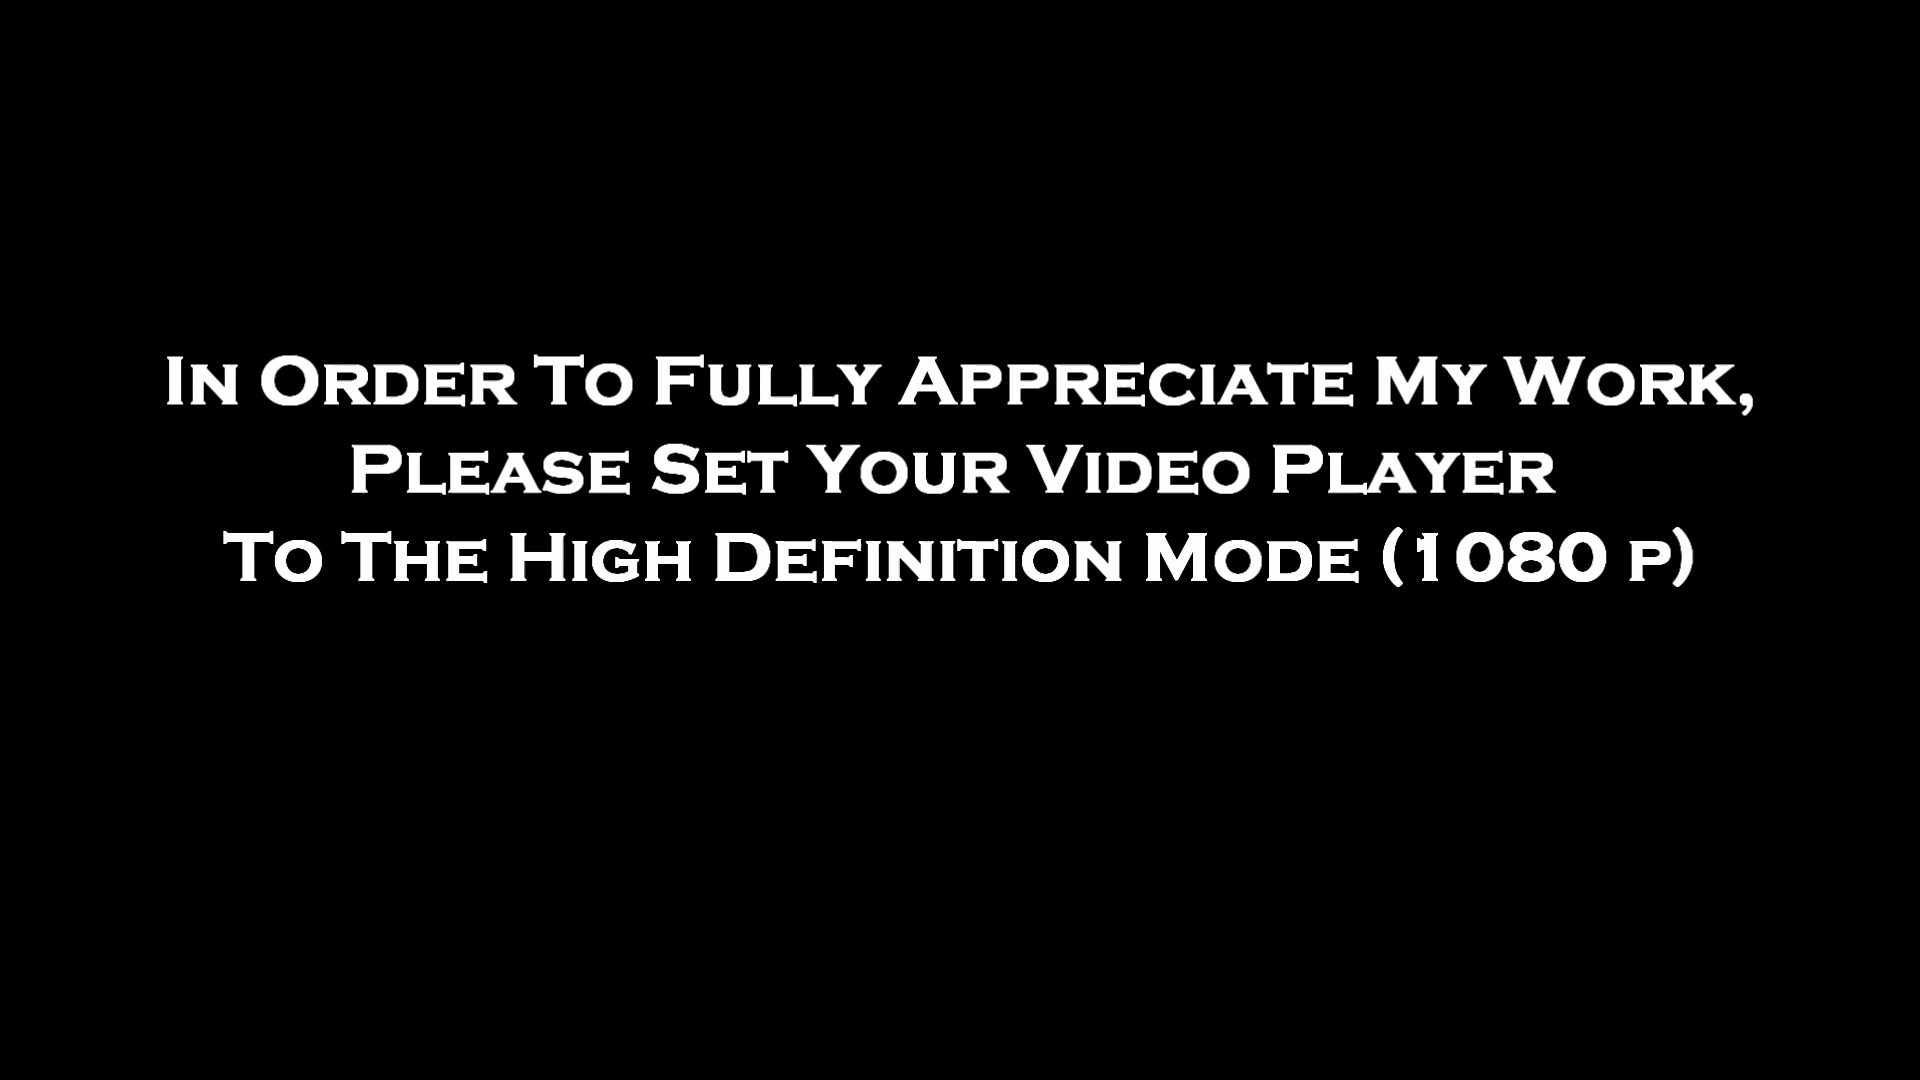 In Order To Fully Appreciate My Work,
Please Set Your Video Player
To The High Definition Mode (1080 p)